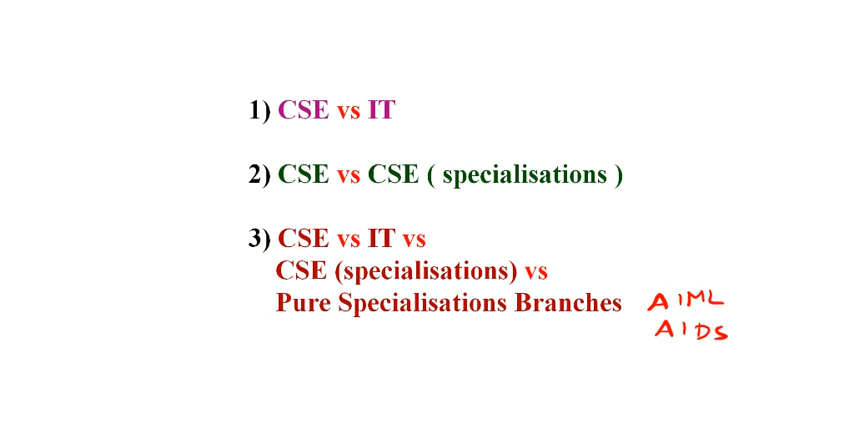 1) CSE vs IT
2) CSE vs CSE ( specialisations )
3) CSE vs IT vs
CSE (specialisations) vs
Pure Specialisations Branches AIML
AIDS